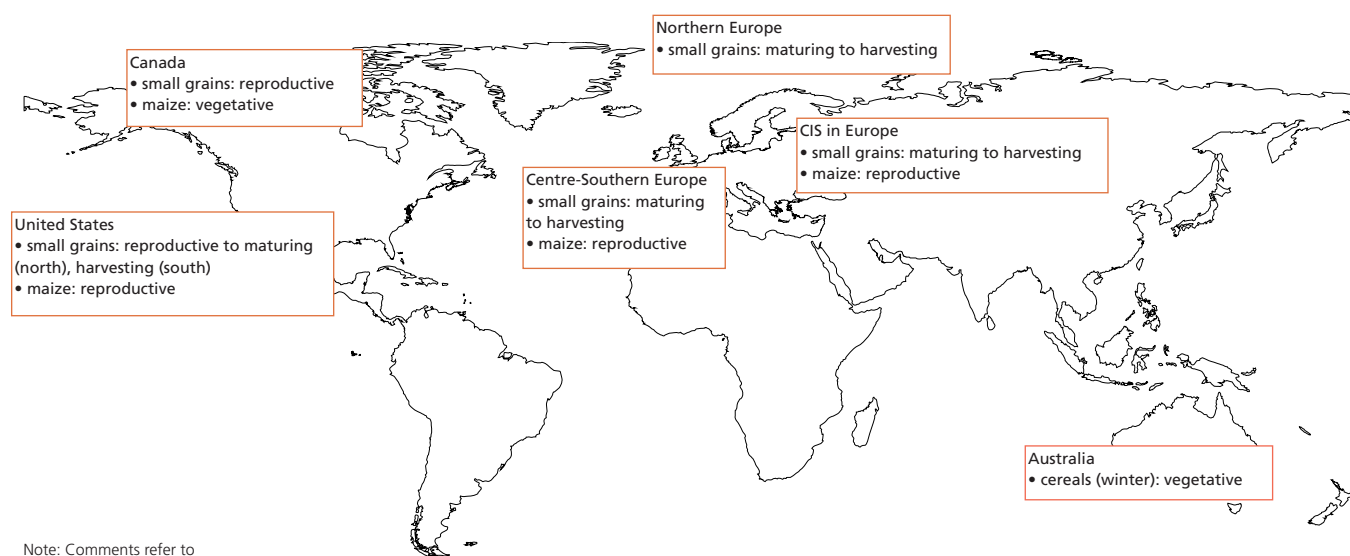 Northern Europe
• small grains: maturing to harvesting
Canada
• small grains: reproductive
• maize: vegetative
CIS in Europe
• small grains: maturing to harvesting
• maize: reproductive
Centre-Southern Europe
• small grains: maturing
to harvesting
• maize: reproductive
United States
• small grains: reproductive to maturing
(north), harvesting (south)
• maize: reproductive
Australia
• cereals (winter): vegetative
Note: Comments refer to